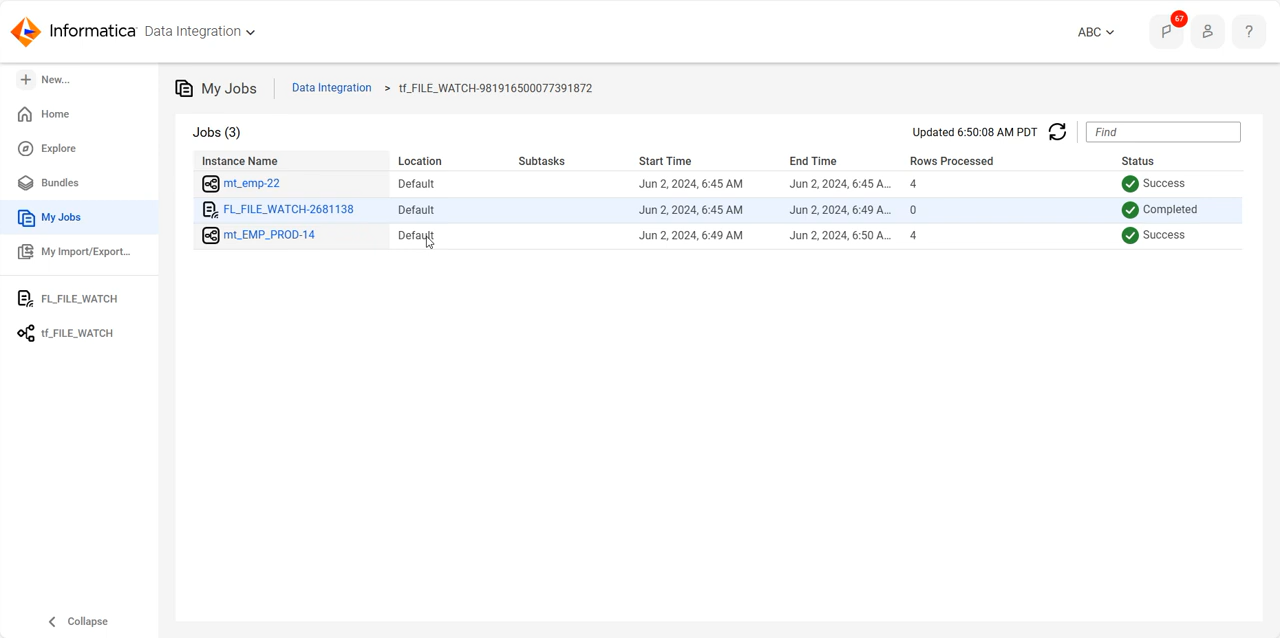 Informatica Data Integration
ABC
67
?
New...
Home
Explore
Bundles
My Jobs
My Import/Export...
FL_FILE_WATCH
tf_FILE_WATCH
Collapse
My Jobs Data Integration > tf_FILE_WATCH-981916500077391872
Jobs (3) Updated 6:50:08 AM PDT Find
Instance Name Location Subtasks Start Time End Time Rows Processed Status
mt_emp-22 Default Jun 2, 2024, 6:45 AM Jun 2, 2024, 6:45 A... 4 Success
FL_FILE_WATCH-2681138 Default Jun 2, 2024, 6:45 AM Jun 2, 2024, 6:49 A... 0 Completed
mt_EMP_PROD-14 Default Jun 2, 2024, 6:49 AM Jun 2, 2024, 6:50 A... 4 Success